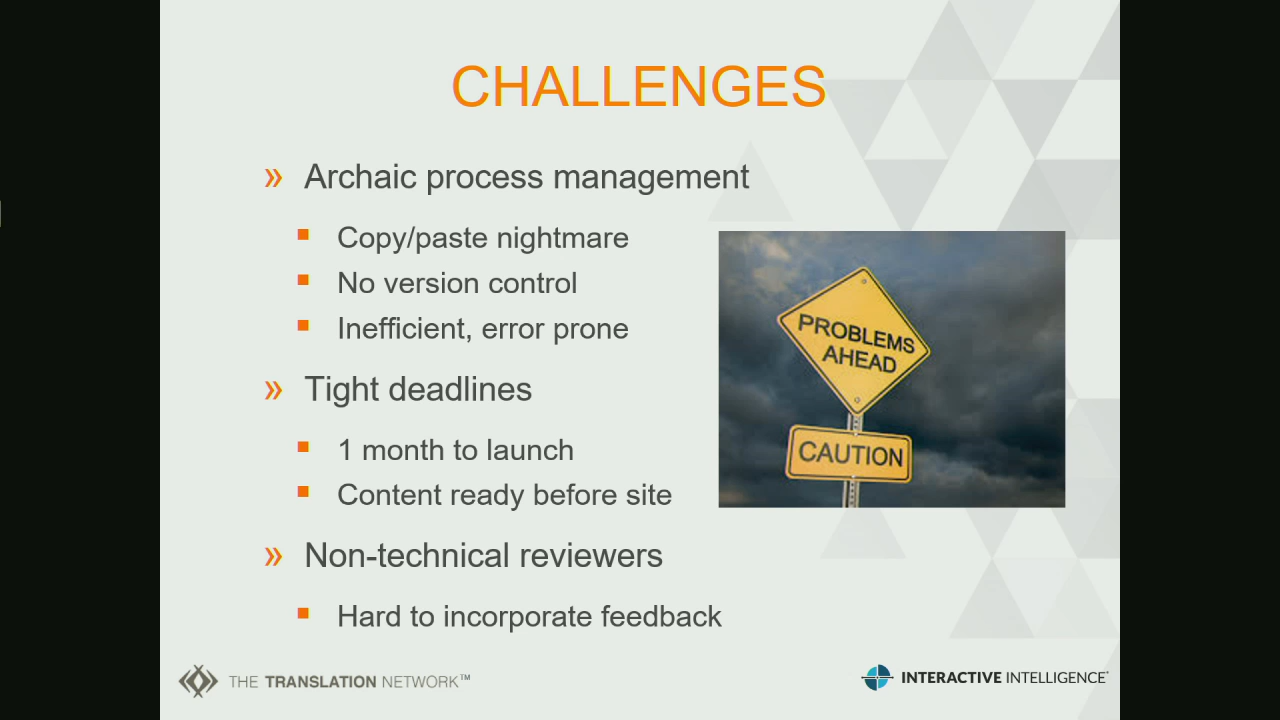 CHALLENGES
» Archaic process management
■ Copy/paste nightmare
■ No version control
■ Inefficient, error prone
» Tight deadlines
■ 1 month to launch
■ Content ready before site
» Non-technical reviewers
■ Hard to incorporate feedback
PROBLEMS
AHEAD
CAUTION
THE TRANSLATION NETWORK™
INTERACTIVE INTELLIGENCE